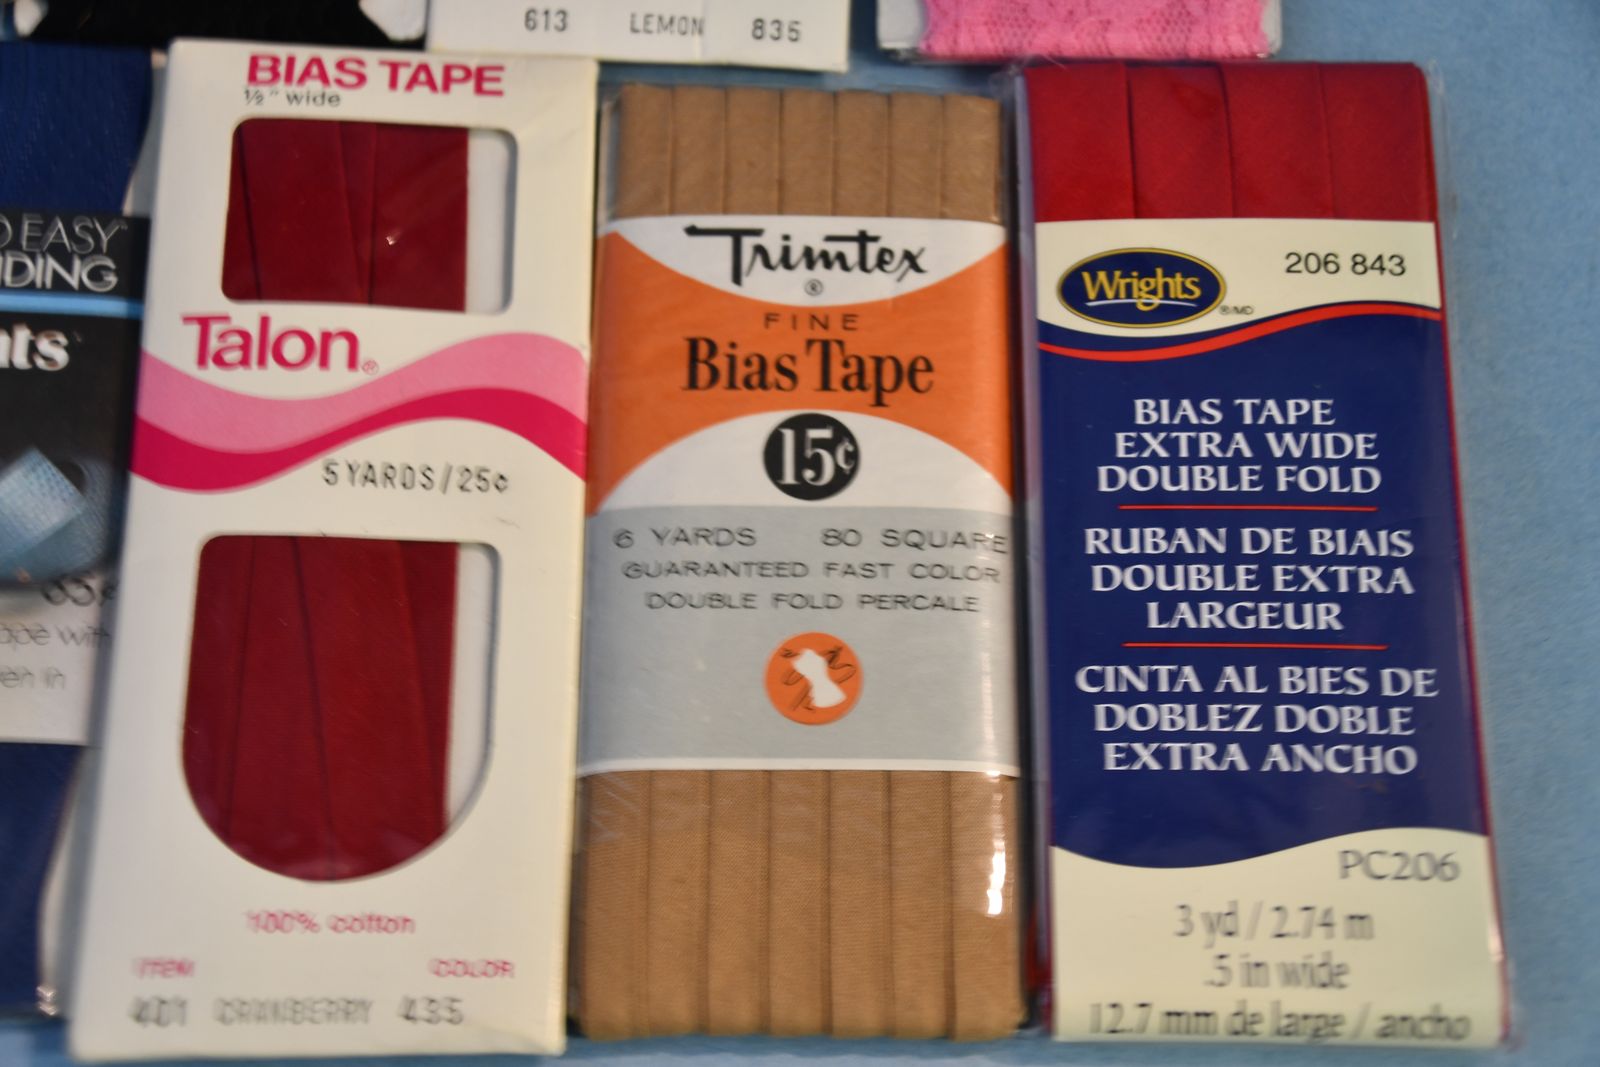 613 LEMON 835
EASY
ts
BIAS TAPE
½" wide
Talon®
5 YARDS/25¢
100% cotton
ITEM COLOR
401 CRANBERRY 435
Trimtex
®
FINE
Bias Tape
15¢
6 YARDS 80 SQUARE
GUARANTEED FAST COLOR
DOUBLE FOLD PERCALE
Wrights ®/MD
206 843
BIAS TAPE
EXTRA WIDE
DOUBLE FOLD
RUBAN DE BIAIS
DOUBLE EXTRA
LARGEUR
CINTA AL BIES DE
DOBLEZ DOBLE
EXTRA ANCHO
PC206
3 yd / 2.74 m
.5 in wide
12.7 mm de large / ancho